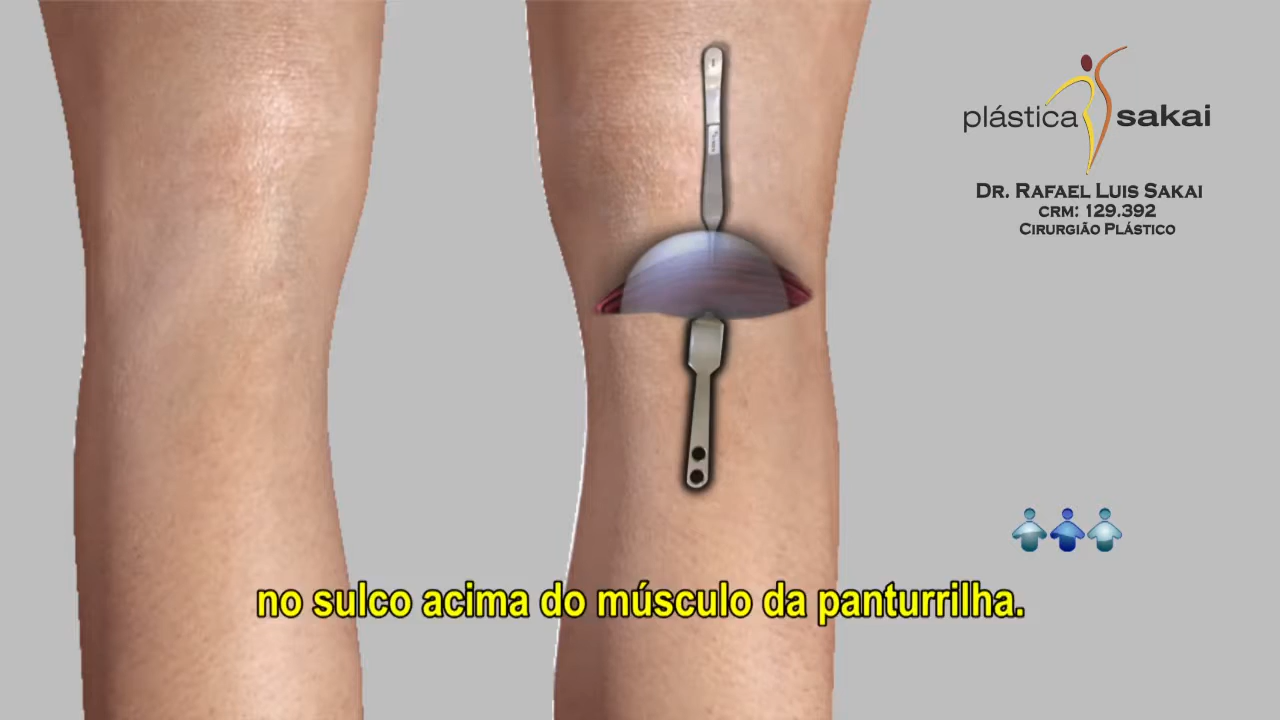 plástica sakai
DR. RAFAEL LUIS SAKAI
CRM: 129.392
CIRURGIÃO PLÁSTICO
no sulco acima do músculo da panturrilha.